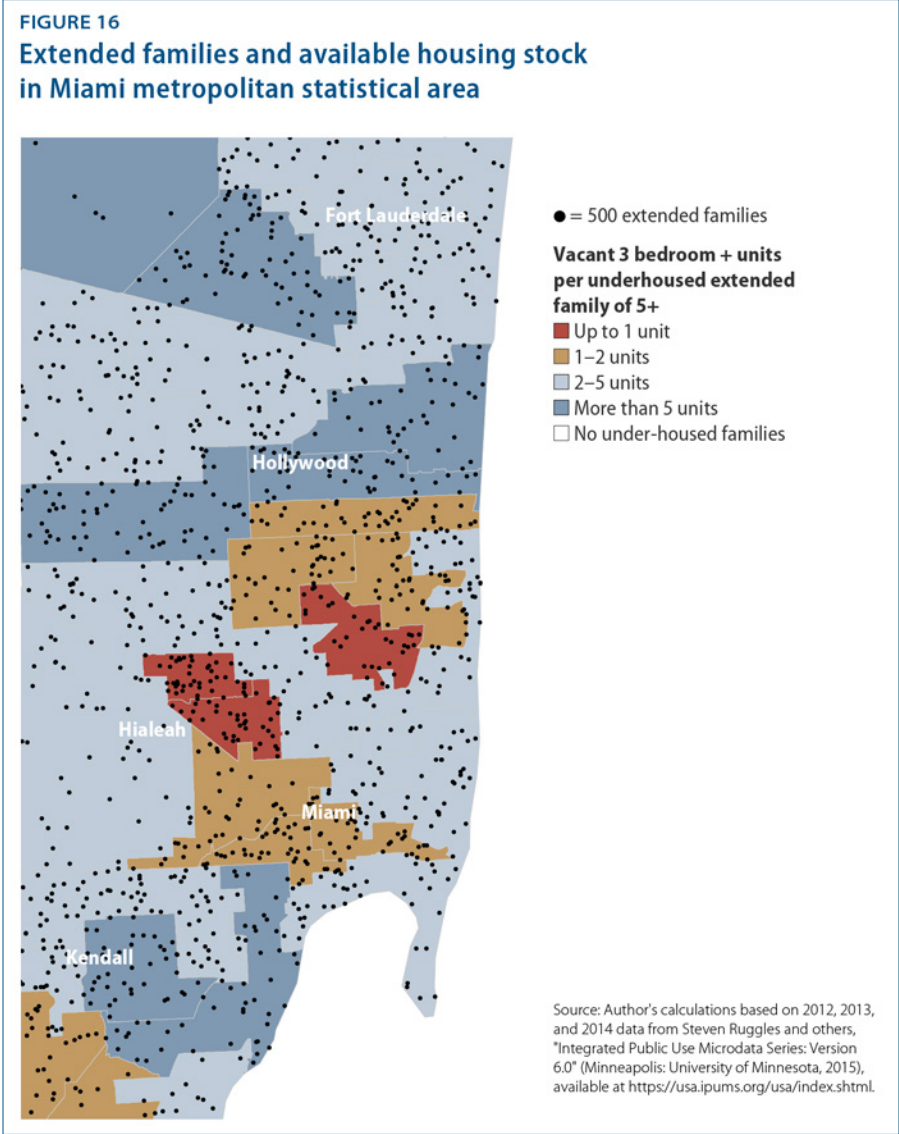 FIGURE 16
Extended families and available housing stock
in Miami metropolitan statistical area
Fort Lauderdale
● = 500 extended families
Vacant 3 bedroom + units
per underhoused extended
family of 5+
Up to 1 unit
1–2 units
2–5 units
More than 5 units
No under-housed families
Hollywood
Hialeah
Miami
Kendall
Source: Author's calculations based on 2012, 2013,
and 2014 data from Steven Ruggles and others,
"Integrated Public Use Microdata Series: Version
6.0" (Minneapolis: University of Minnesota, 2015),
available at https://usa.ipums.org/usa/index.shtml.